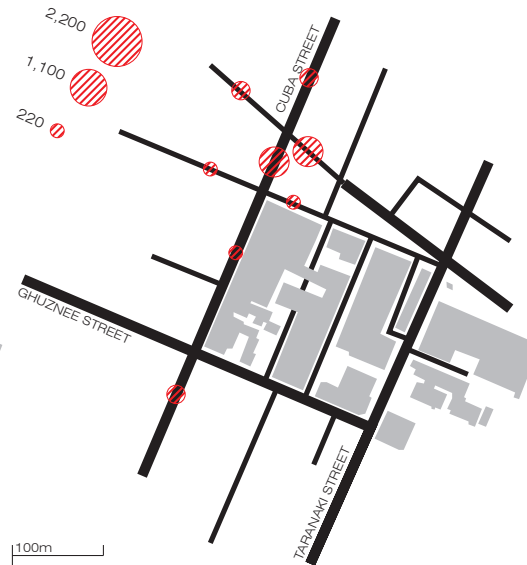 2,200
1,100
220
CUBA STREET
GHUZNEE STREET
TARANAKI STREET
100m